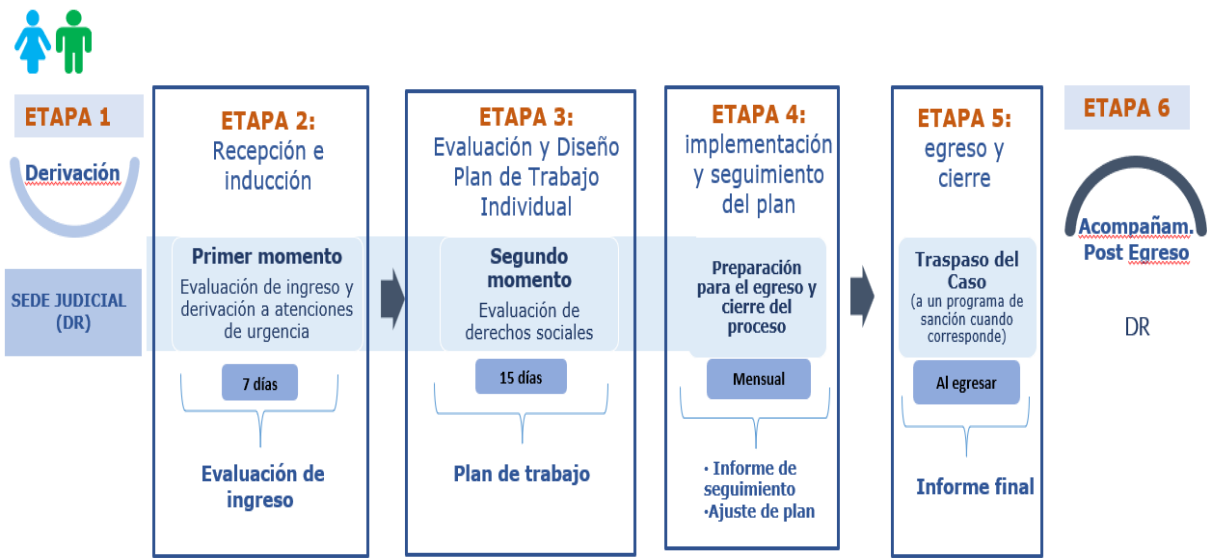 ETAPA 1
Derivación
SEDE JUDICIAL
(DR)
ETAPA 2:
Recepción e
inducción
Primer momento
Evaluación de ingreso y
derivación a atenciones
de urgencia
7 días
Evaluación de
ingreso
ETAPA 3:
Evaluación y Diseño
Plan de Trabajo
Individual
Segundo
momento
Evaluación de
derechos sociales
15 días
Plan de trabajo
ETAPA 4:
implementación
y seguimiento
del plan
Preparación
para el egreso y
cierre del
proceso
Mensual
• Informe de
seguimiento
•Ajuste de plan
ETAPA 5:
egreso y
cierre
Traspaso del
Caso
(a un programa de
sanción cuando
corresponde)
Al egresar
Informe final
ETAPA 6
Acompañam.
Post Egreso
DR